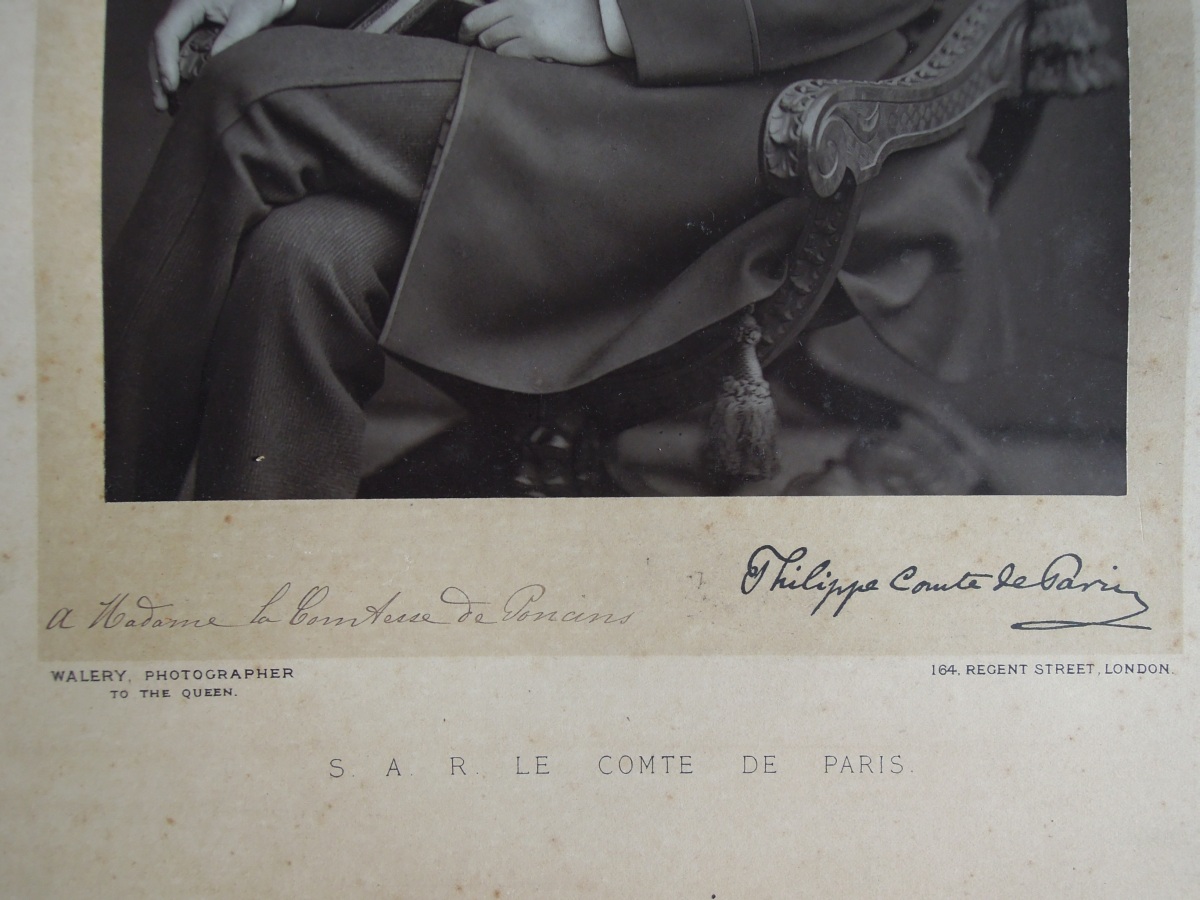 Philippe Comte de Paris
A Madame la Comtesse de Poncins
WALERY, PHOTOGRAPHER
TO THE QUEEN.
164, REGENT STREET, LONDON.
S. A. R. LE COMTE DE PARIS.